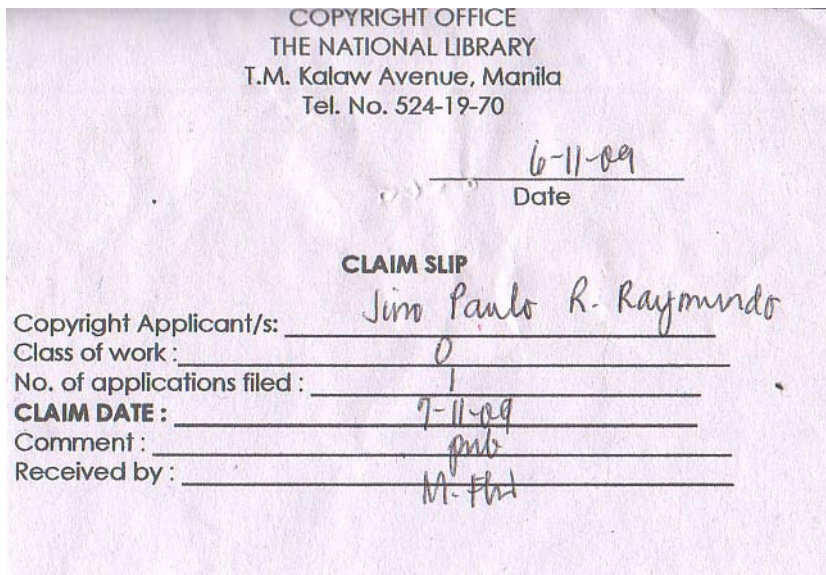 COPYRIGHT OFFICE
THE NATIONAL LIBRARY
T.M. Kalaw Avenue, Manila
Tel. No. 524-19-70
6-11-09
Date
CLAIM SLIP
Copyright Applicant/s: Jino Paulo R. Raymundo
Class of work : O
No. of applications filed : 1
CLAIM DATE : 7-11-09
Comment :
Received by : M.